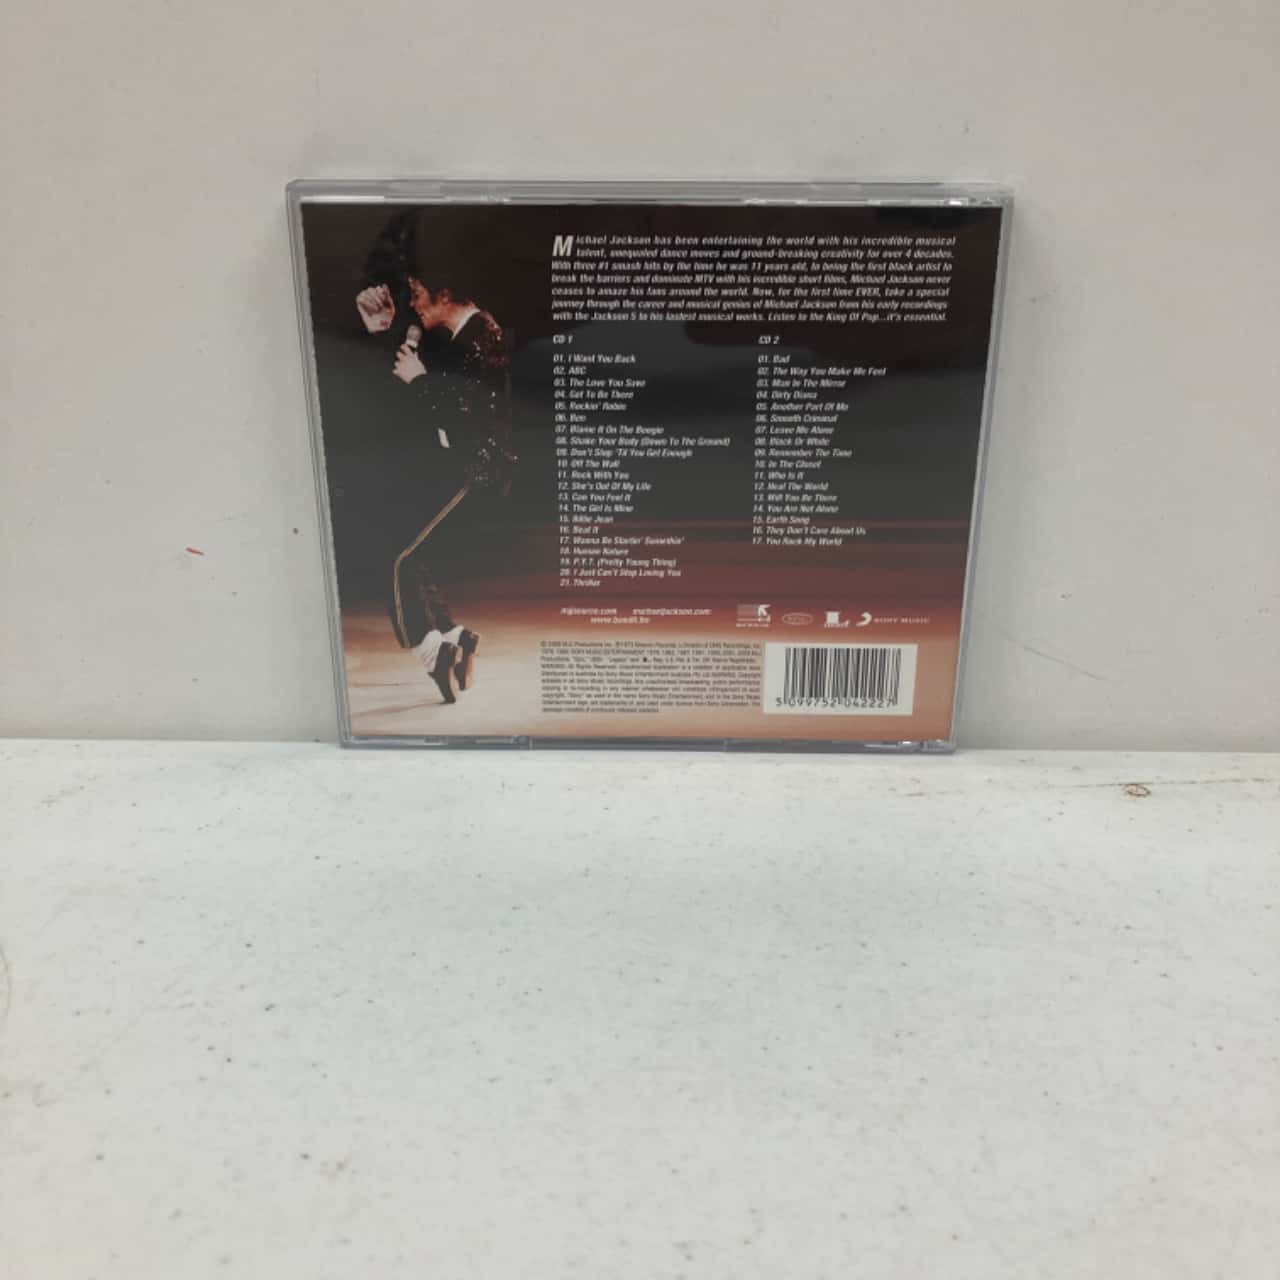 Michael Jackson has been entertaining the world with his incredible musical
talent, unequaled dance moves and ground-breaking creativity for over 4 decades.
With three #1 smash hits by the time he was 11 years old, to being the first black artist to
break the barriers and dominate MTV with his incredible short films, Michael Jackson never
ceases to amaze his fans around the world. Now, for the first time EVER, take a special
journey through the career and musical genius of Michael Jackson from his early recordings
with the Jackson 5 to his lastest musical works. Listen to the King Of Pop...it's essential.
CD 1
01. I Want You Back
02. ABC
03. The Love You Save
04. Got To Be There
05. Rockin' Robin
06. Ben
07. Blame It On The Boogie
08. Shake Your Body (Down To The Ground)
09. Don't Stop 'Til You Get Enough
10. Off The Wall
11. Rock With You
12. She's Out Of My Life
13. Can You Feel It
14. The Girl Is Mine
15. Billie Jean
16. Beat It
17. Wanna Be Startin' Somethin'
18. Human Nature
19. P.Y.T. (Pretty Young Thing)
20. I Just Can't Stop Loving You
21. Thriller
CD 2
01. Bad
02. The Way You Make Me Feel
03. Man In The Mirror
04. Dirty Diana
05. Another Part Of Me
06. Smooth Criminal
07. Leave Me Alone
08. Black Or White
09. Remember The Time
10. In The Closet
11. Who Is It
12. Heal The World
13. Will You Be There
14. You Are Not Alone
15. Earth Song
16. They Don't Care About Us
17. You Rock My World
mjjsource.com michaeljackson.com
SONY MUSIC
5 099752 042227